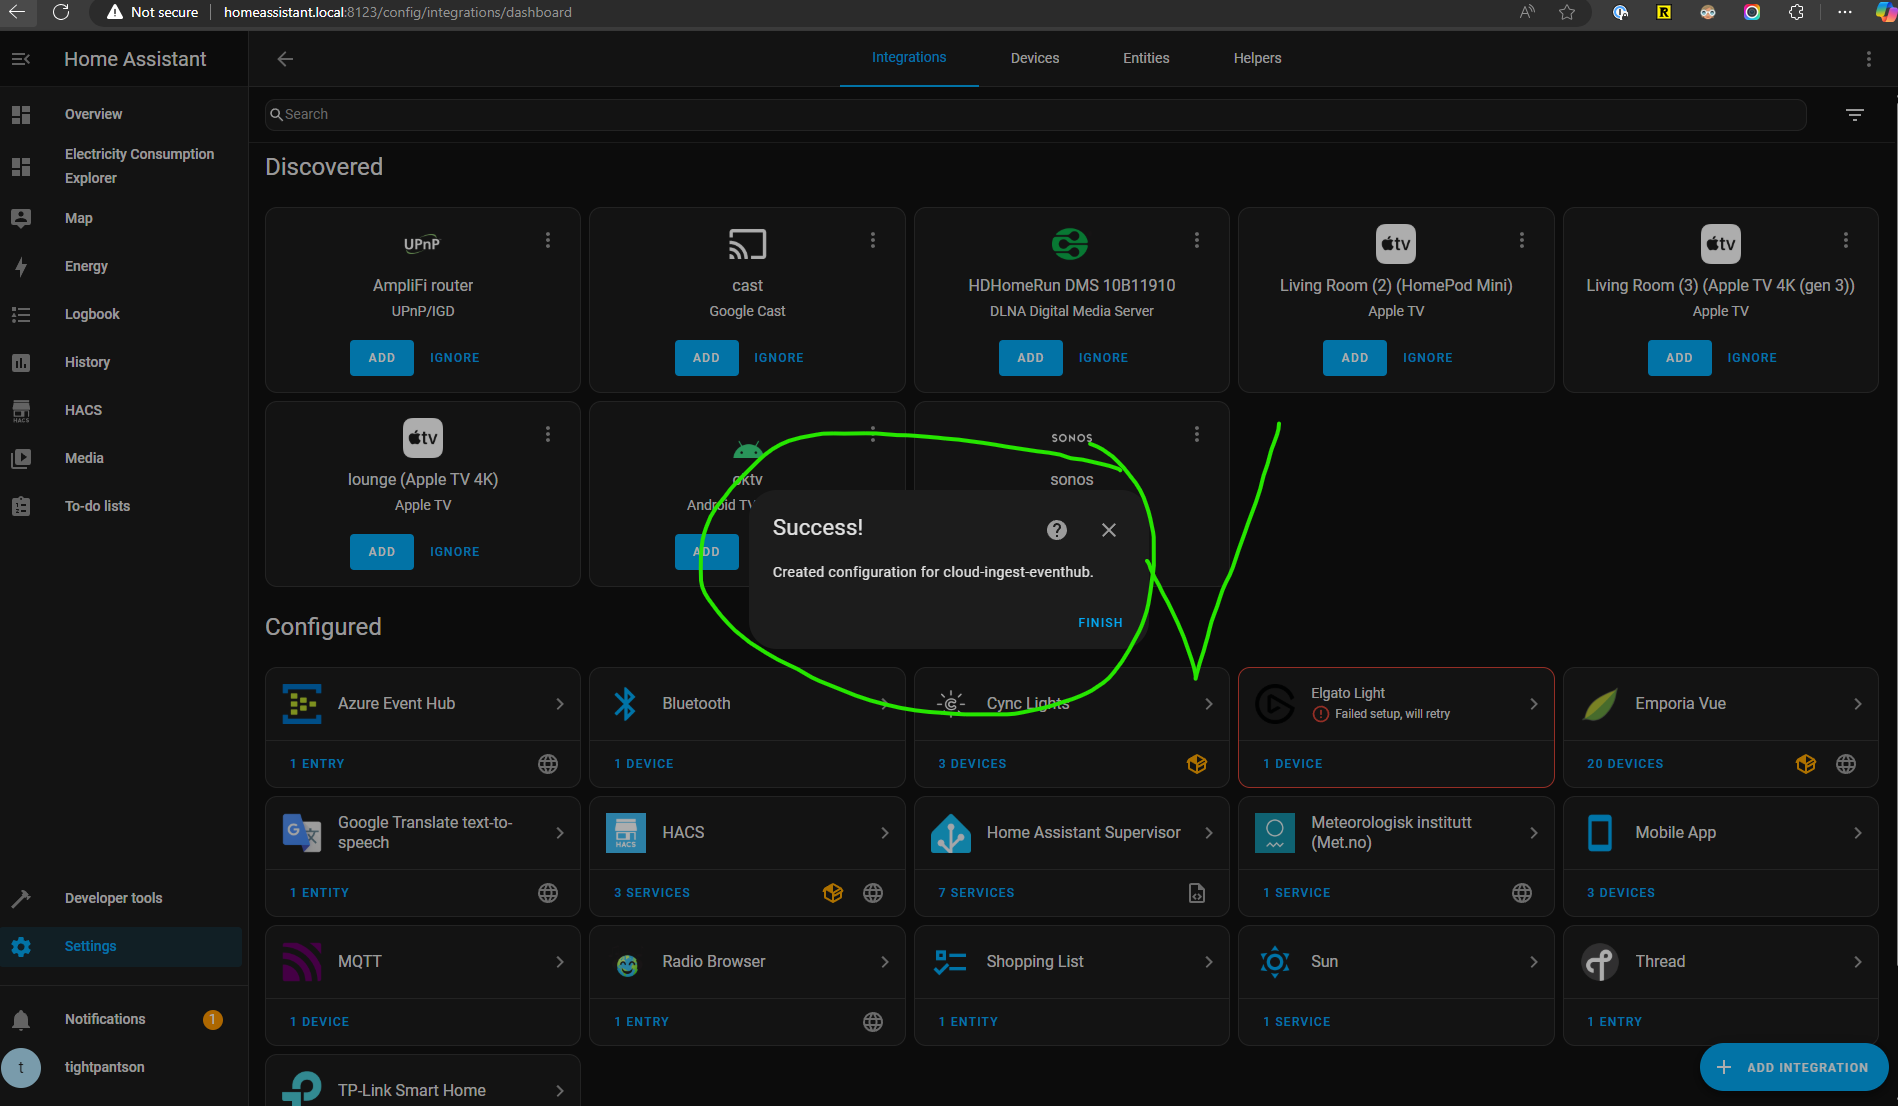 Not secure
homeassistant.local:8123/config/integrations/dashboard
Home Assistant
Integrations
Devices
Entities
Helpers
Search
Overview
Electricity Consumption
Explorer
Map
Energy
Logbook
History
HACS
HACS
Media
To-do lists
Developer tools
Settings
Notifications
1
t
tightpantson
Discovered
UPnP
AmpliFi router
UPnP/IGD
ADD
IGNORE
cast
Google Cast
ADD
IGNORE
HDHomeRun DMS 10B11910
DLNA Digital Media Server
ADD
IGNORE
tv
Living Room (2) (HomePod Mini)
Apple TV
ADD
IGNORE
tv
Living Room (3) (Apple TV 4K (gen 3))
Apple TV
ADD
IGNORE
tv
lounge (Apple TV 4K)
Apple TV
ADD
IGNORE
Android TV
ADD
SONOS
sonos
Success!
Created configuration for cloud-ingest-eventhub.
FINISH
Configured
Azure Event Hub
1 ENTRY
Bluetooth
1 DEVICE
Cync Lights
3 DEVICES
Elgato Light
Failed setup, will retry
1 DEVICE
Emporia Vue
20 DEVICES
Google Translate text-to-
speech
1 ENTITY
HACS
HACS
3 SERVICES
Home Assistant Supervisor
7 SERVICES
Meteorologisk institutt
(Met.no)
1 SERVICE
Mobile App
3 DEVICES
MQTT
1 DEVICE
Radio Browser
1 ENTRY
Shopping List
1 ENTITY
Sun
1 SERVICE
Thread
1 ENTRY
TP-Link Smart Home
ADD INTEGRATION